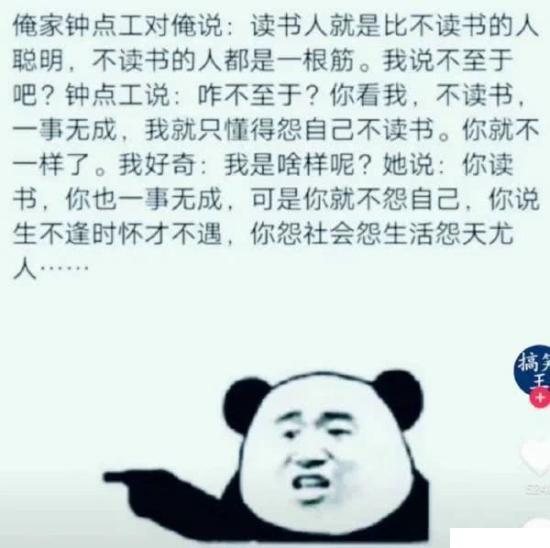 俺家钟点工对俺说：读书人就是比不读书的人
聪明，不读书的人都是一根筋。我说不至于
吧？钟点工说：咋不至于？你看我，不读书，
一事无成，我就只懂得怨自己不读书。你就不
一样了。我好奇：我是啥样呢？她说：你读
书，你也一事无成，可是你就不怨自己，你说
生不逢时怀才不遇，你怨社会怨生活怨天尤
人……
搞笑
王